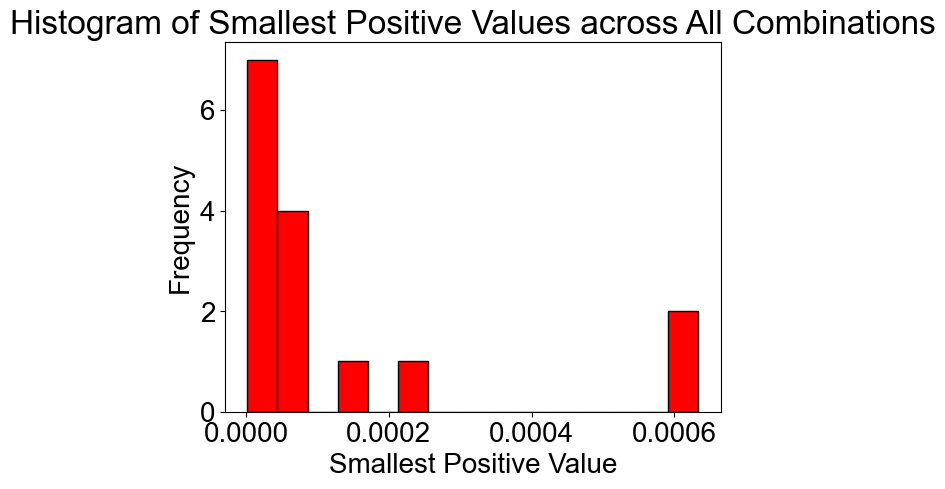 Histogram of Smallest Positive Values across All Combinations
Frequency
6
4
2
0
0.0000 0.0002 0.0004 0.0006
Smallest Positive Value